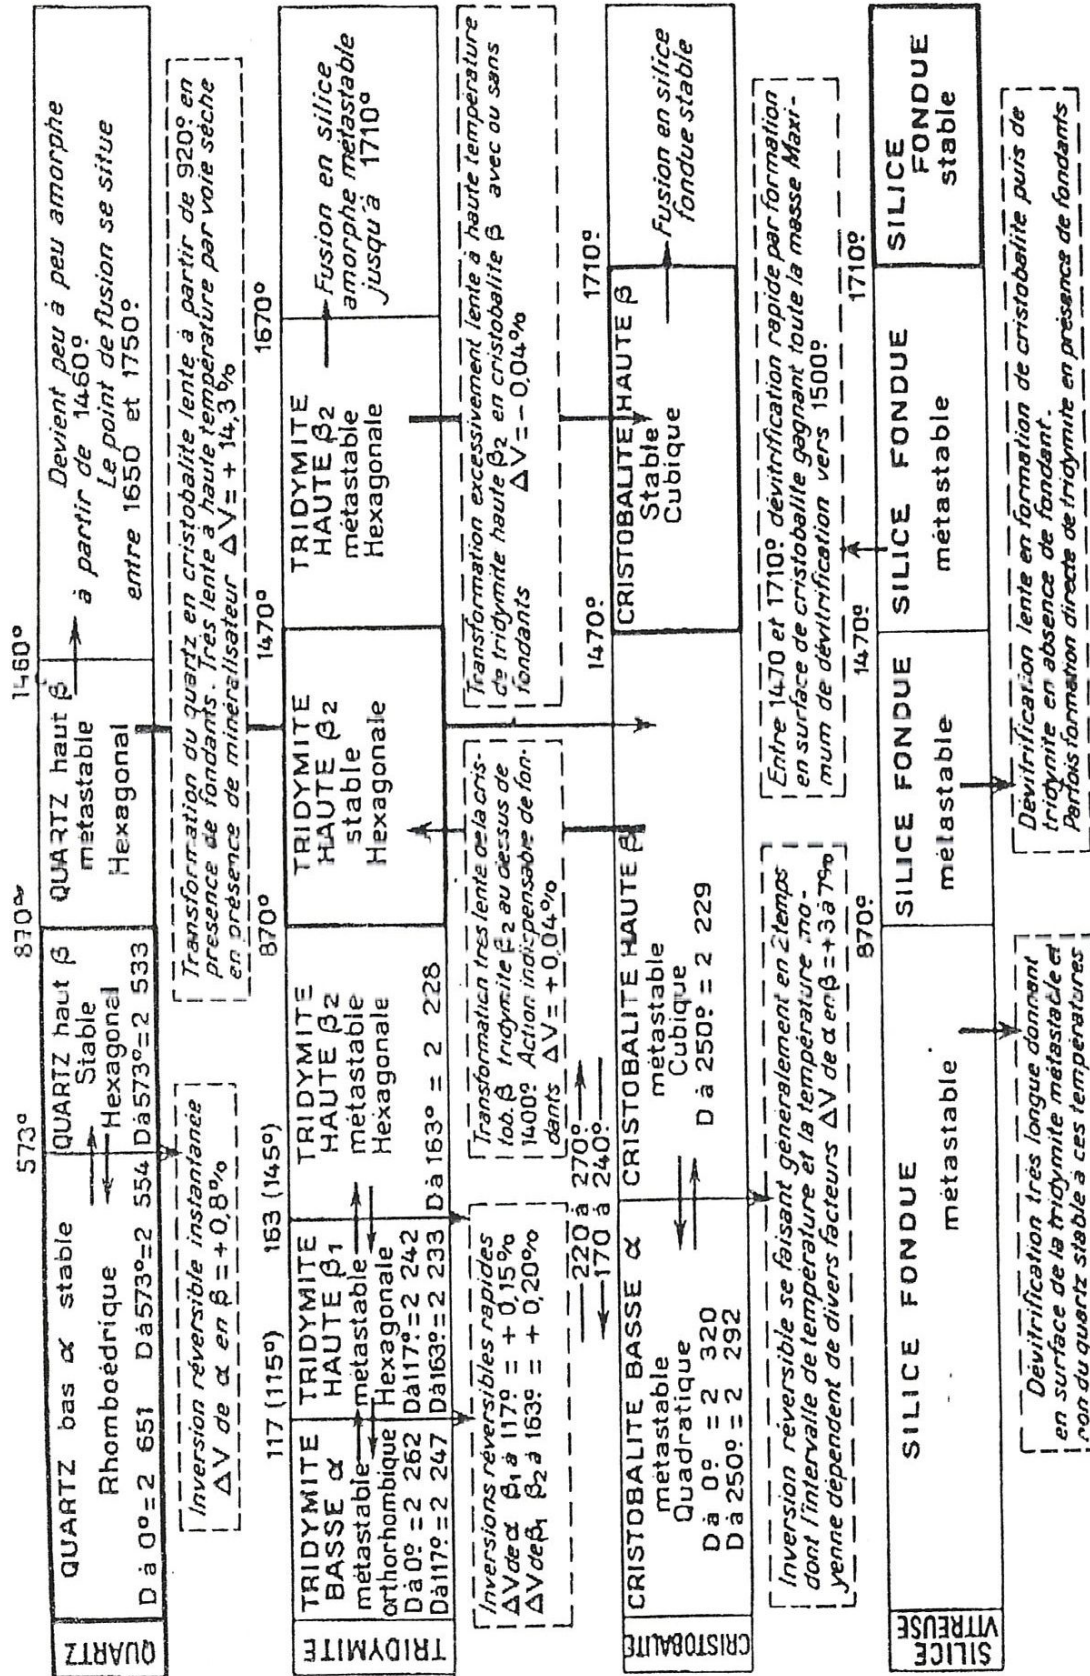 QUARTZ
QUARTZ bas α stable
Rhomboédrique
D à 0° = 2 651 D à 573° = 2 554
573°
QUARTZ haut β
Stable
Hexagonal
D à 573° = 2 533
870°
QUARTZ haut β
métastable
Hexagonal
1460°
Devient peu à peu amorphe
à partir de 1460°
Le point de fusion se situe
entre 1650 et 1750°
Inversion réversible instantanée
ΔV de α en β = + 0,8%
Transformation du quartz en cristobalite lente à partir de 920° en
presence de fondants. Trés lente à haute température par voie sèche
en présence de minéralisateur ΔV = + 14,3%
TRIDYMITE
TRIDYMITE
BASSE α
métastable
orthorhombique
D à 0° = 2 262
D à 117° = 2 247
117 (115°)
TRIDYMITE
HAUTE β1
métastable
Hexagonale
D à 117° = 2 242
D à 163° = 2 233
163 (145°)
TRIDYMITE
HAUTE β2
métastable
Hexagonale
D à 163° = 2 228
870°
TRIDYMITE
HAUTE β2
stable
Hexagonale
1470°
TRIDYMITE
HAUTE β2
métastable
Hexagonale
1670°
Fusion en silice
amorphe métastable
jusqu'à 1710°
Inversions réversibles rapides
ΔV de α β1 à 117° = + 0,15%
ΔV de β1 β2 à 163° = + 0,20%
Transformation tres lente de la cris-
tob. β tridymite β2 au dessus de
1400° Action indispensable de fon-
dants ΔV = + 0,04%
Transformation excessivement lente à haute température
de tridymite haute β2 en cristobalite β avec ou sans
fondants ΔV = - 0,04%
220 à 270°
170 à 240°
CRISTOBALITE
CRISTOBALITE BASSE α
métastable
Quadratique
D à 0° = 2 320
D à 250° = 2 292
CRISTOBALITE HAUTE β
métastable
Cubique
D à 250° = 2 229
1470°
CRISTOBALITE HAUTE β
Stable
Cubique
1710°
Fusion en silice
fondue stable
Inversion réversible se faisant généralement en 2 temps
dont l'intervalle de température et la température mo-
yenne dépendent de divers facteurs ΔV de α en β = + 3 à 7%
Entre 1470 et 1710° dévitrification rapide par formation
en surface de cristobalite gagnant toute la masse Maxi-
mum de dévitrification vers 1500°
SILICE
VITREUSE
SILICE FONDUE
métastable
870°
SILICE FONDUE
métastable
1470°
SILICE FONDUE
métastable
1710°
SILICE
FONDUE
stable
Dévitrification très longue donnant
en surface de la tridymite métastable et
non du quartz stable à ces températures
Dévitrification lente en formation de cristobalite puis de
tridymite en absence de fondant.
Parfois formation directe de tridymite en présence de fondants